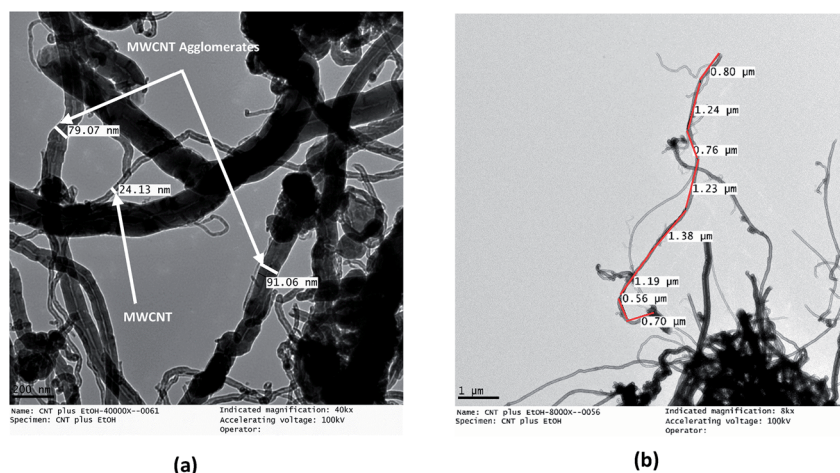 MWCNT Agglomerates
79.07 nm
24.13 nm
91.06 nm
MWCNT
200 nm
Name: CNT plus EtOH-40000X--0061
Specimen: CNT plus EtOH
Indicated magnification: 40kx
Accelerating voltage: 100kV
Operator:
(a)
0.80 µm
1.24 µm
0.76 µm
1.23 µm
1.38 µm
1.19 µm
0.56 µm
0.70 µm
1 µm
Name: CNT plus EtOH-8000X--0056
Specimen: CNT plus EtOH
Indicated magnification: 8kx
Accelerating voltage: 100kV
Operator:
(b)